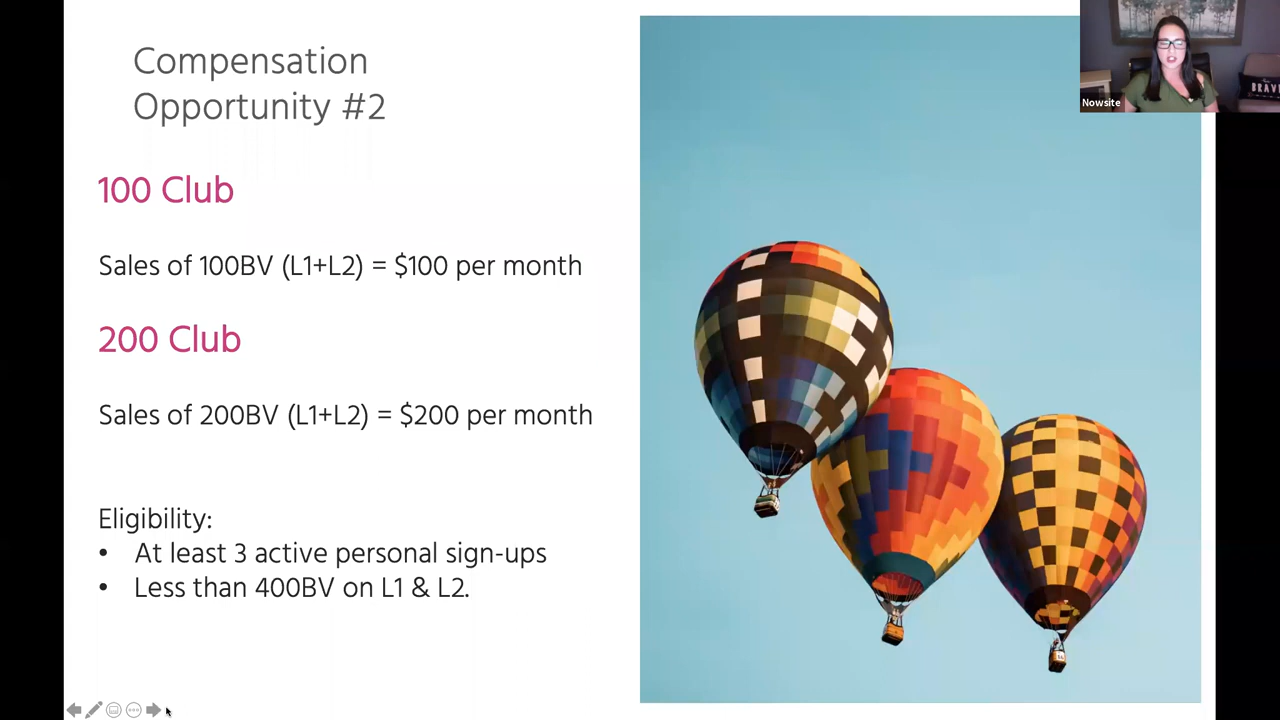 Compensation
Opportunity #2
100 Club
Sales of 100BV (L1+L2) = $100 per month
200 Club
Sales of 200BV (L1+L2) = $200 per month
Eligibility:
• At least 3 active personal sign-ups
• Less than 400BV on L1 & L2.
Nowsite
BRAVE